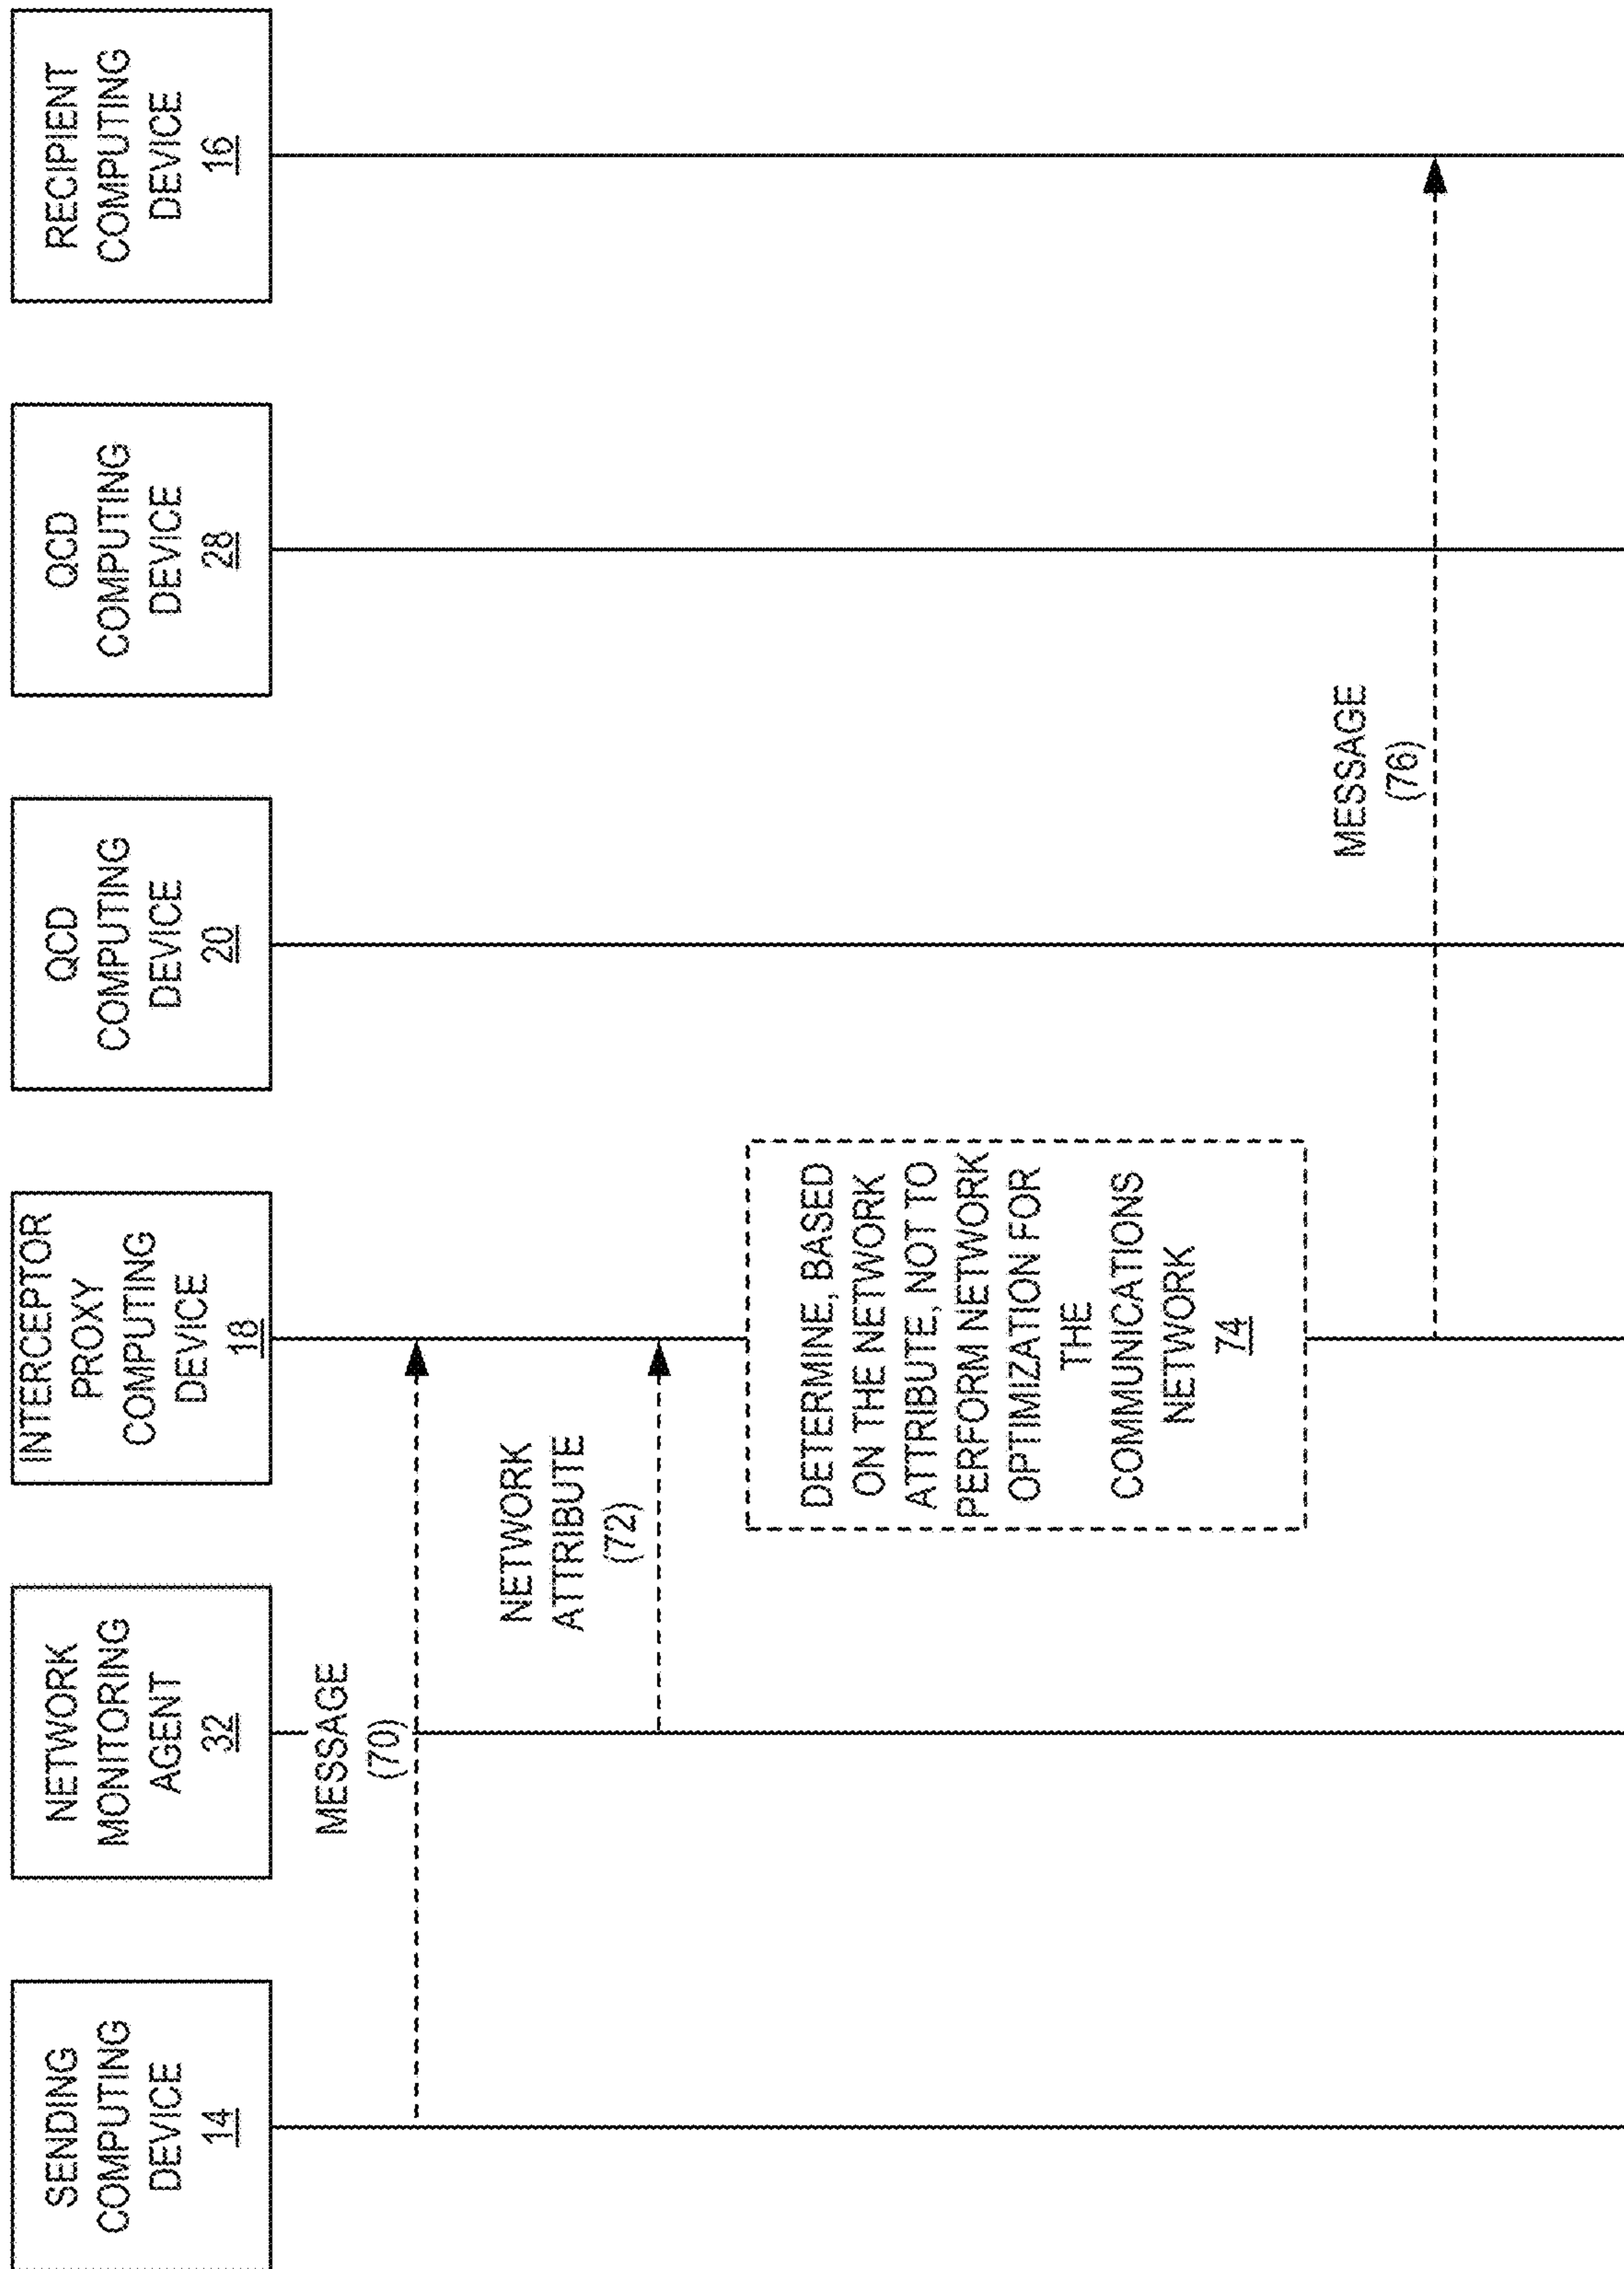 SENDING
COMPUTING
DEVICE
14
NETWORK
MONITORING
AGENT
32
INTERCEPTOR
PROXY
COMPUTING
DEVICE
18
QCD
COMPUTING
DEVICE
20
QCD
COMPUTING
DEVICE
28
RECIPIENT
COMPUTING
DEVICE
16
MESSAGE
(70)
NETWORK
ATTRIBUTE
(72)
DETERMINE, BASED
ON THE NETWORK
ATTRIBUTE, NOT TO
PERFORM NETWORK
OPTIMIZATION FOR
THE
COMMUNICATIONS
NETWORK
74
MESSAGE
(76)